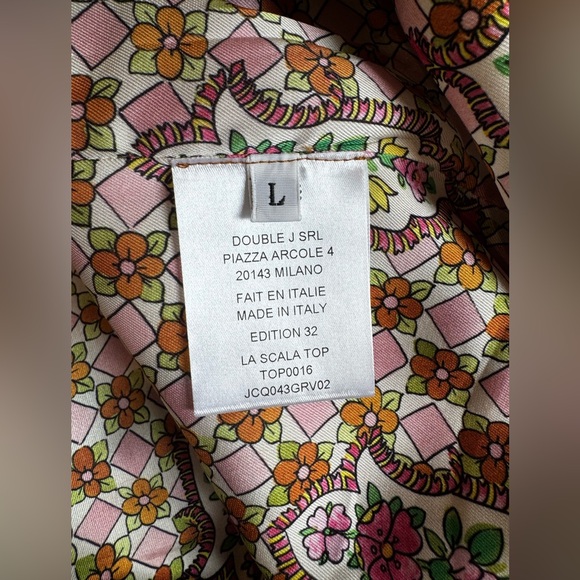 L
DOUBLE J SRL
PIAZZA ARCOLE 4
20143 MILANO
FAIT EN ITALIE
MADE IN ITALY
EDITION 32
LA SCALA TOP
TOP0016
JCQ043GRV02